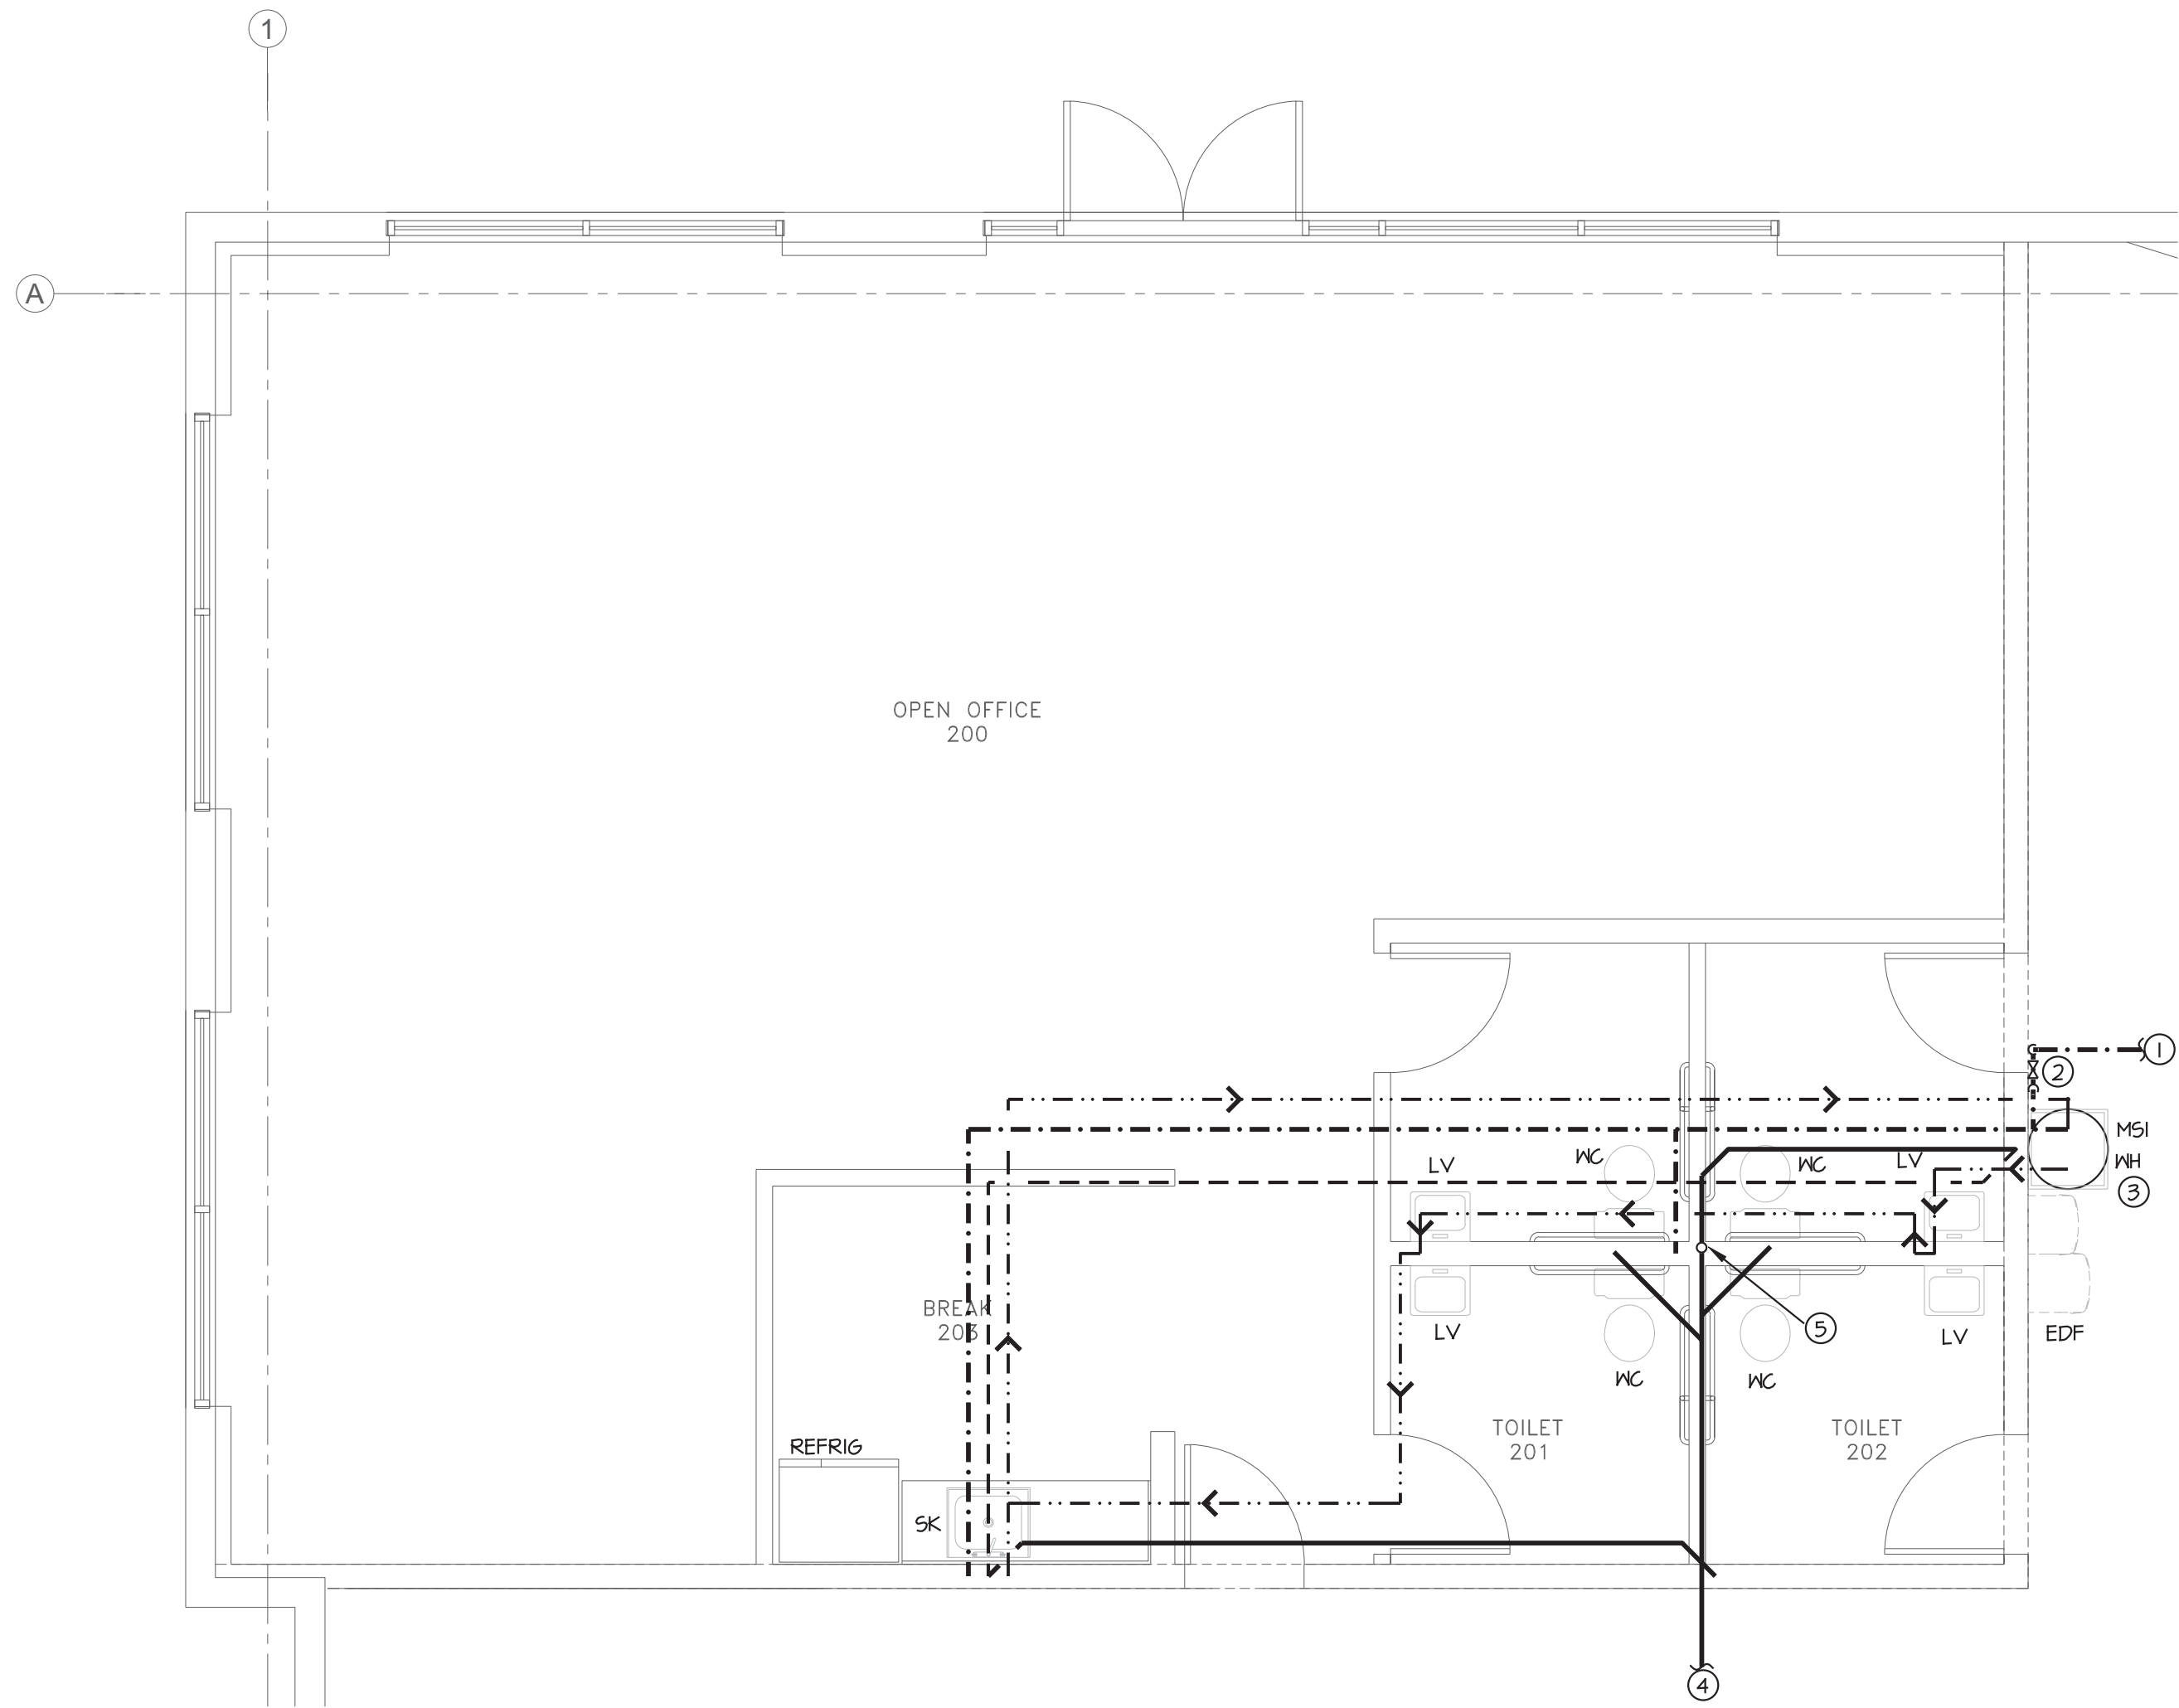 1
A
OPEN OFFICE
200
1
2
MSI
WH
3
LV
WC
WC
LV
BREAK
203
LV
WC
WC
5
LV
EDF
REFRIG
SK
TOILET
201
TOILET
202
4